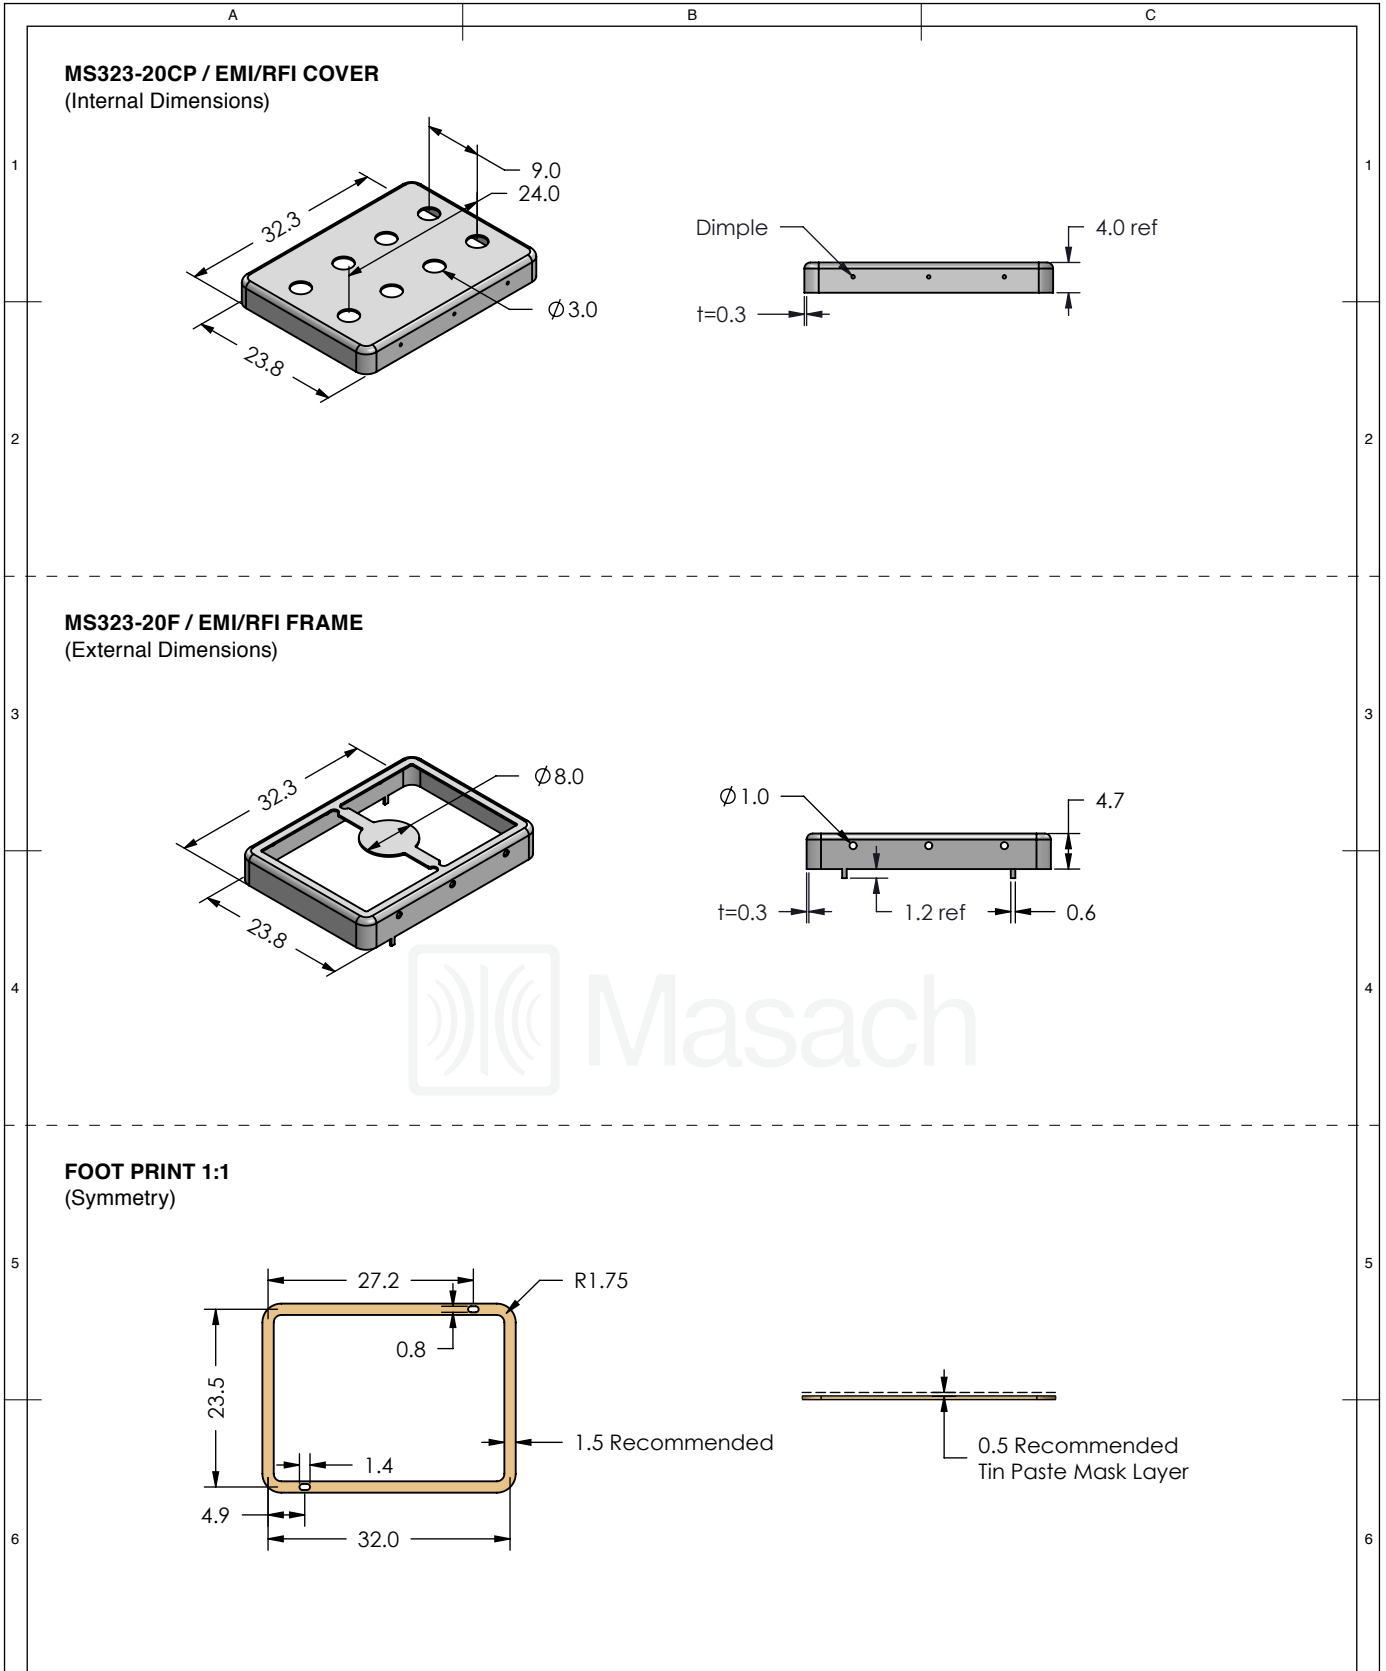 A B C
MS323-20CP / EMI/RFI COVER
(Internal Dimensions)
1 1
9.0
24.0
32.3
Dimple
4.0 ref
Ø3.0
t=0.3
23.8
2 2
MS323-20F / EMI/RFI FRAME
(External Dimensions)
3 3
32.3
Ø8.0
Ø1.0
4.7
t=0.3
1.2 ref
0.6
23.8
Masach
4 4
FOOT PRINT 1:1
(Symmetry)
5 5
27.2
R1.75
0.8
23.5
1.5 Recommended
0.5 Recommended
Tin Paste Mask Layer
1.4
4.9
32.0
6 6